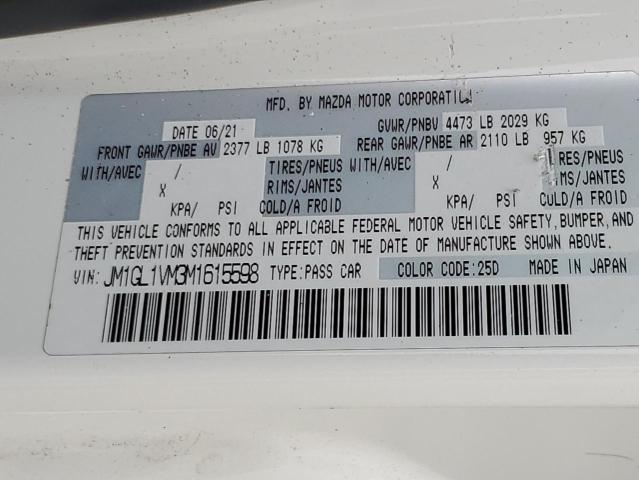 MFD. BY MAZDA MOTOR CORPORATION
DATE 06/21 GVWR/PNBV 4473 LB 2029 KG
FRONT GAWR/PNBE AV 2377 LB 1078 KG REAR GAWR/PNBE AR 2110 LB 957 KG
WITH/AVEC / TIRES/PNEUS WITH/AVEC / RES/PNEUS
X RIMS/JANTES X RIMS/JANTES
KPA/ PSI COLD/A FROID KPA/ PSI COLD/A FROID
THIS VEHICLE CONFORMS TO ALL APPLICABLE FEDERAL MOTOR VEHICLE SAFETY, BUMPER, AND
THEFT PREVENTION STANDARDS IN EFFECT ON THE DATE OF MANUFACTURE SHOWN ABOVE.
VIN: JM1GL1VM3M1615598 TYPE:PASS CAR COLOR CODE:25D MADE IN JAPAN